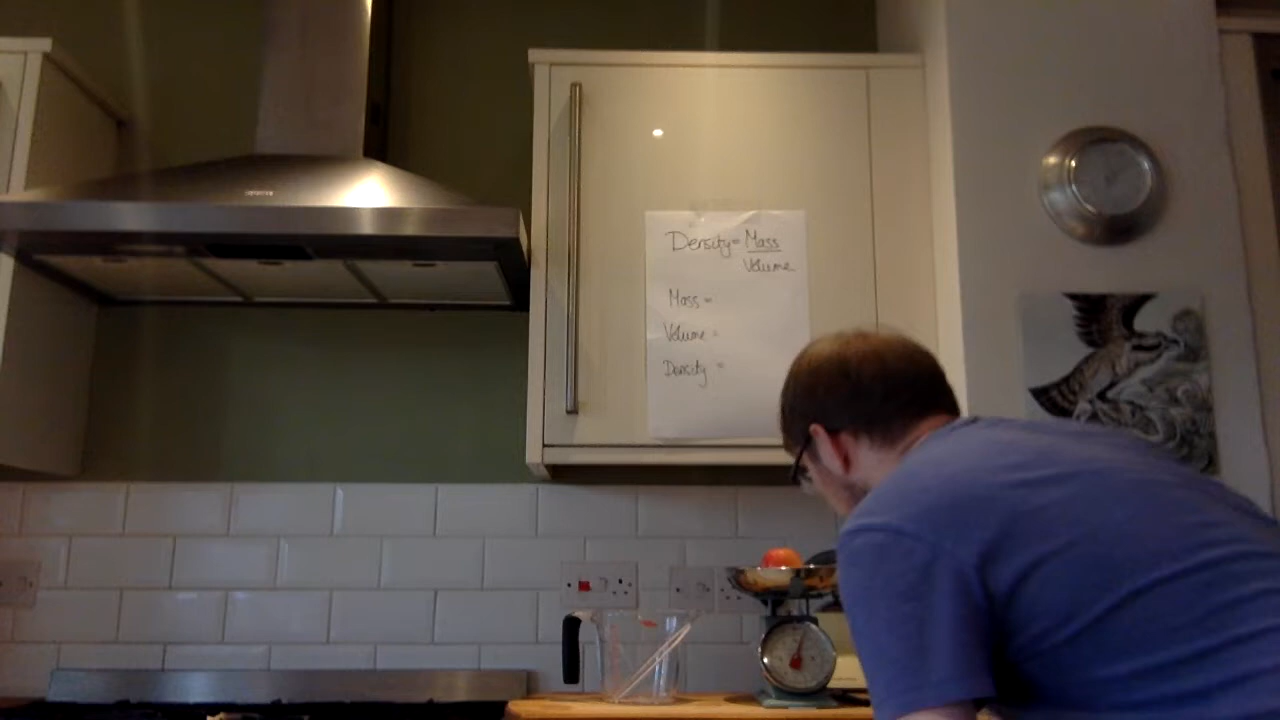 Density = Mass
Volume
Mass =
Volume =
Density =